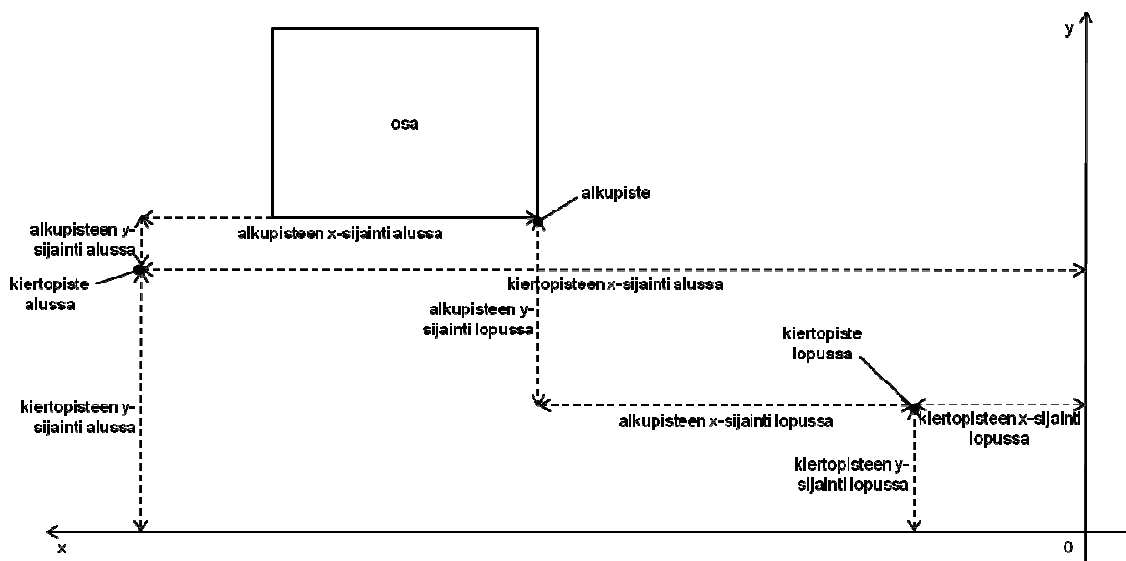 y
osa
alkupiste
alkupisteen y-
sijainti alussa
alkupisteen x-sijainti alussa
kiertopiste
alussa
kiertopisteen x-sijainti alussa
alkupisteen y-
sijainti lopussa
kiertopiste
lopussa
kiertopisteen y-
sijainti alussa
alkupisteen x-sijainti lopussa
kiertopisteen x-sijainti
lopussa
kiertopisteen y-
sijainti lopussa
x
0